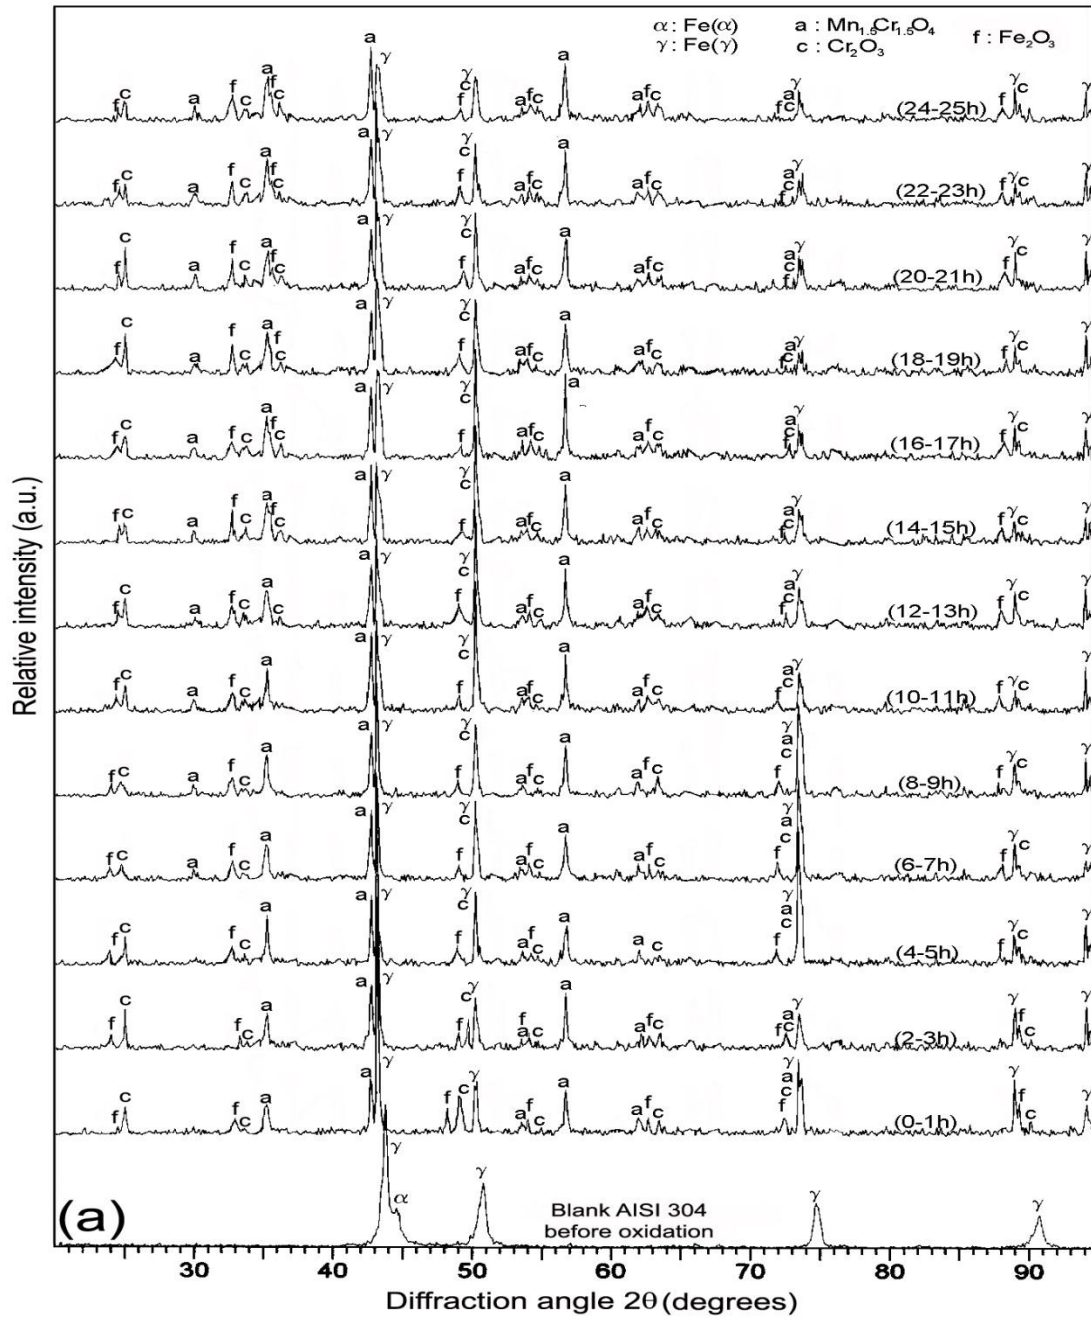 α : Fe(α) a : Mn₁.₅Cr₁.₅O₄ f : Fe₂O₃
γ : Fe(γ) c : Cr₂O₃
f c a f c a f c a γ f γ c a f c a a f c f a c γ f γ c γ
(24-25h)
f c a f c a f c a γ f γ c a f c a a f c f a c γ f γ c γ
(22-23h)
f c a f c a f c a γ f γ c a f c a a f c f a c γ f γ c γ
(20-21h)
f c a f c a f c a γ f γ c a f c a a f c f a c γ f γ c γ
(18-19h)
f c a f c a f c a γ f γ c a f c a a f c f a c γ f γ c γ
(16-17h)
f c a f c a f c a γ f γ c a f c a a f c f a c γ f γ c γ
(14-15h)
f c a f c a c a γ f γ c a f c a a f c f a c γ f γ c γ
(12-13h)
f c a f c a a γ f γ c a f c a a f c f a c γ f γ c γ
(10-11h)
f c a f c a a γ f γ c a f c a a f c f γ a c f γ c γ
(8-9h)
f c a f c a a γ f γ c a f c a a f c f γ a c f γ c γ
(6-7h)
f c f c a a γ f γ c a f c a a c f γ a c f γ c γ
(4-5h)
f c f c a a γ f c γ f a c a a f c f a c γ γ f c γ
(2-3h)
f c f c a a γ f c γ a f c a a f c f γ a c γ f c γ
(0-1h)
γ α γ γ γ
Blank AISI 304
before oxidation
(a)
Relative intensity (a.u.)
30 40 50 60 70 80 90
Diffraction angle 2θ (degrees)